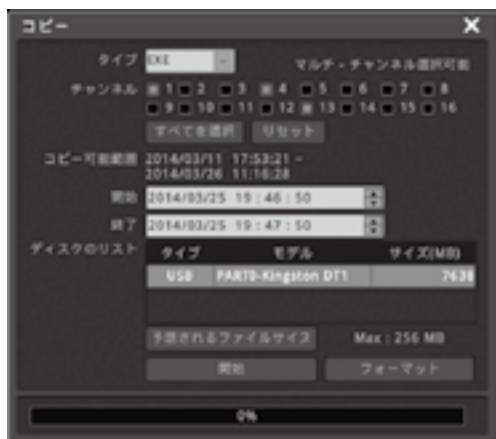 コピー
タイプ EXE マルチ・チャンネル選択可能
チャンネル 1 2 3 4 5 6 7 8
9 10 11 12 13 14 15 16
すべてを選択 リセット
コピー可能範囲 2014/03/11 17:53:21 ~
2014/03/26 11:16:28
開始 2014/03/25 19 : 46 : 50
終了 2014/03/25 19 : 47 : 50
ディスクのリスト タイプ モデル サイズ(MB)
USB PARTD-Kingston DT1 7638
予想されるファイルサイズ Max : 256 MB
開始 フォーマット
0%